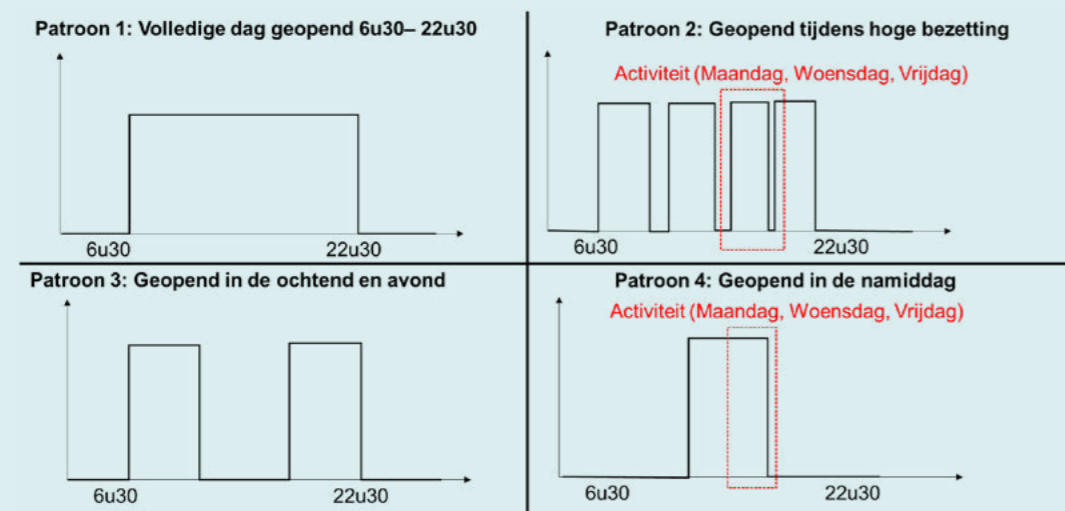 Patroon 1: Volledige dag geopend 6u30– 22u30
6u30
22u30
Patroon 2: Geopend tijdens hoge bezetting
Activiteit (Maandag, Woensdag, Vrijdag)
6u30
22u30
Patroon 3: Geopend in de ochtend en avond
6u30
22u30
Patroon 4: Geopend in de namiddag
Activiteit (Maandag, Woensdag, Vrijdag)
6u30
22u30